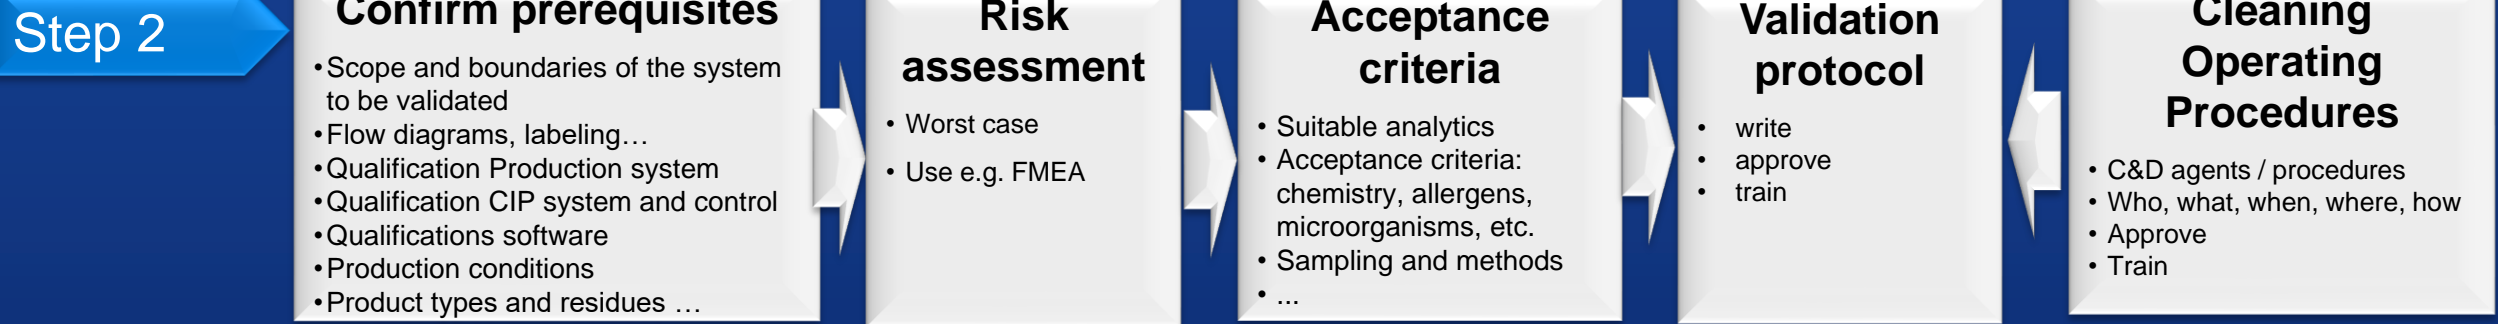 Step 2
Confirm prerequisites
•Scope and boundaries of the system
to be validated
•Flow diagrams, labeling…
•Qualification Production system
•Qualification CIP system and control
•Qualifications software
•Production conditions
•Product types and residues …
Risk
assessment
• Worst case
• Use e.g. FMEA
Acceptance
criteria
• Suitable analytics
• Acceptance criteria:
chemistry, allergens,
microorganisms, etc.
• Sampling and methods
• ...
Validation
protocol
• write
• approve
• train
Cleaning
Operating
Procedures
• C&D agents / procedures
• Who, what, when, where, how
• Approve
• Train